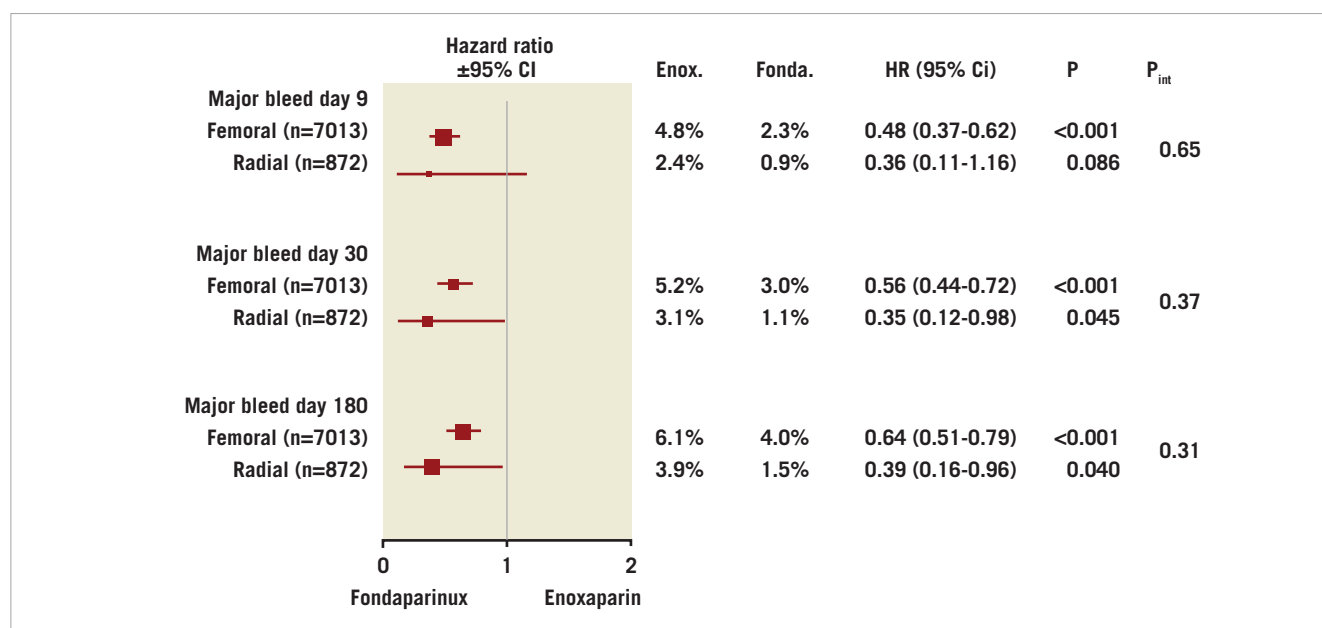 Hazard ratio
±95% CI Enox. Fonda. HR (95% Ci) P P int
Major bleed day 9
Femoral (n=7013) 4.8% 2.3% 0.48 (0.37-0.62) <0.001
0.65
Radial (n=872) 2.4% 0.9% 0.36 (0.11-1.16) 0.086
Major bleed day 30
Femoral (n=7013) 5.2% 3.0% 0.56 (0.44-0.72) <0.001
0.37
Radial (n=872) 3.1% 1.1% 0.35 (0.12-0.98) 0.045
Major bleed day 180
Femoral (n=7013) 6.1% 4.0% 0.64 (0.51-0.79) <0.001
0.31
Radial (n=872) 3.9% 1.5% 0.39 (0.16-0.96) 0.040
0 1 2
Fondaparinux Enoxaparin